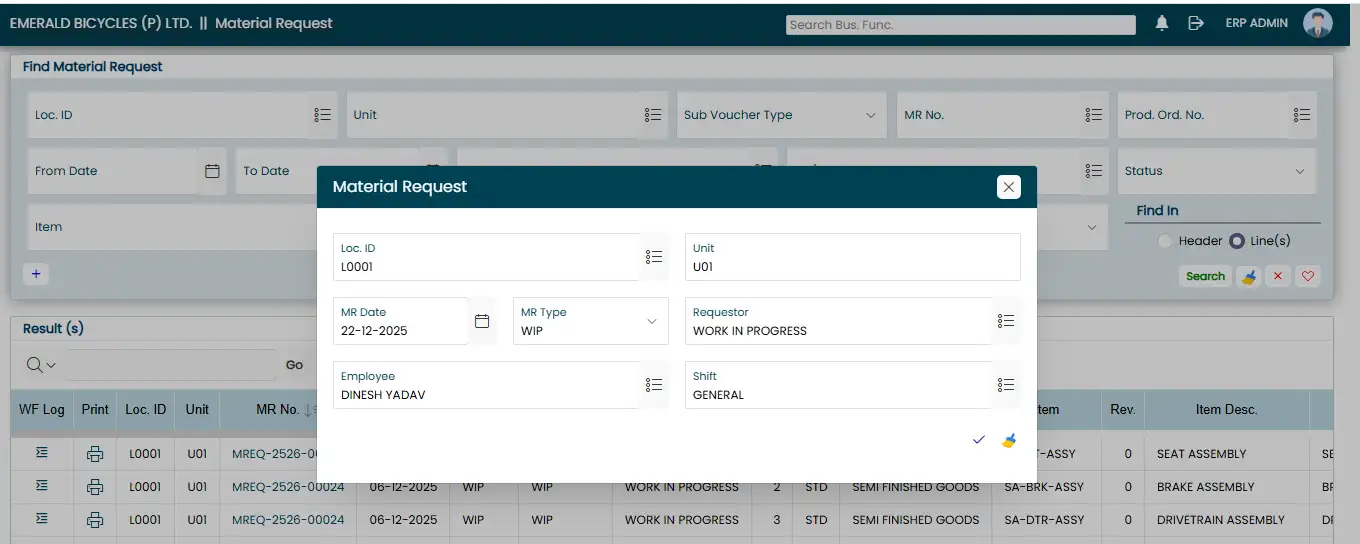 EMERALD BICYCLES (P) LTD. || Material Request
Search Bus. Func.
ERP ADMIN
Find Material Request
Loc. ID
Unit
Sub Voucher Type
MR No.
Prod. Ord. No.
From Date
To Date
Status
Item
Find In
Header Line(s)
+
Search
Material Request
Loc. ID
L0001
Unit
U01
MR Date
22-12-2025
MR Type
WIP
Requestor
WORK IN PROGRESS
Employee
DINESH YADAV
Shift
GENERAL
Result (s)
Go
WF Log Print Loc. ID Unit MR No. Rev. Item Desc.
L0001 U01 0 SEAT ASSEMBLY
L0001 U01 MREQ-2526-00024 06-12-2025 WIP WIP WORK IN PROGRESS 2 STD SEMI FINISHED GOODS SA-BRK-ASSY 0 BRAKE ASSEMBLY
L0001 U01 MREQ-2526-00024 06-12-2025 WIP WIP WORK IN PROGRESS 3 STD SEMI FINISHED GOODS SA-DTR-ASSY 0 DRIVETRAIN ASSEMBLY